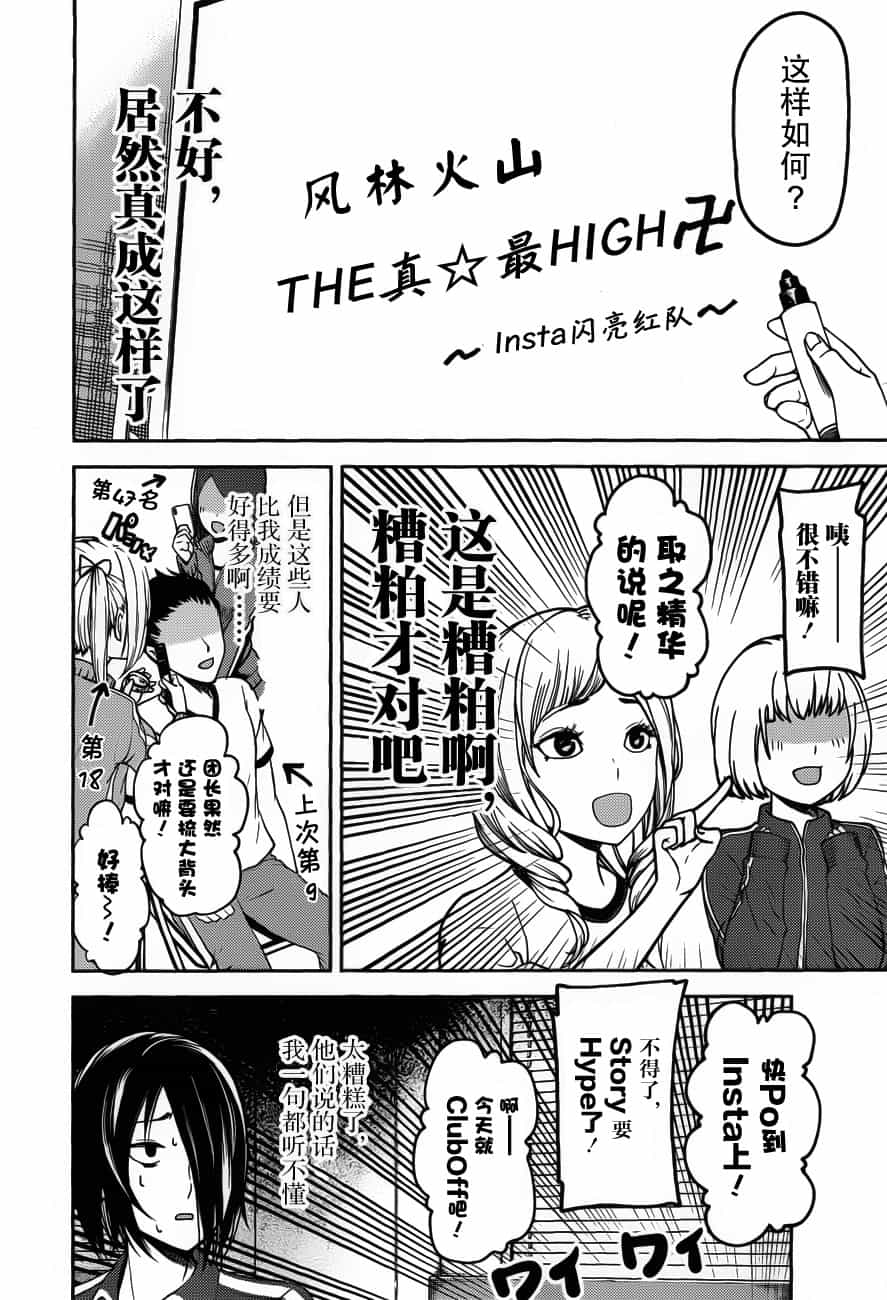 这样如何？
风林火山
THE真☆最HIGH卍
～Insta闪亮红队～
不好，
居然真成这样了
咦——
很不错嘛！
取之精华
的说呢！
这是糟粕啊，
糟粕才对吧
但是这些人
比我成绩要
好得多啊……
第47名
上次第9
第18
团长果然
还是要梳大背头
才对嘛！
好棒～！
快Po到
Insta上！
不得了，
Story要
Hype了！
啊——
今天就
ClubOff吧！
太糟糕了，
他们说的话
我一句都听不懂
ワイワイ